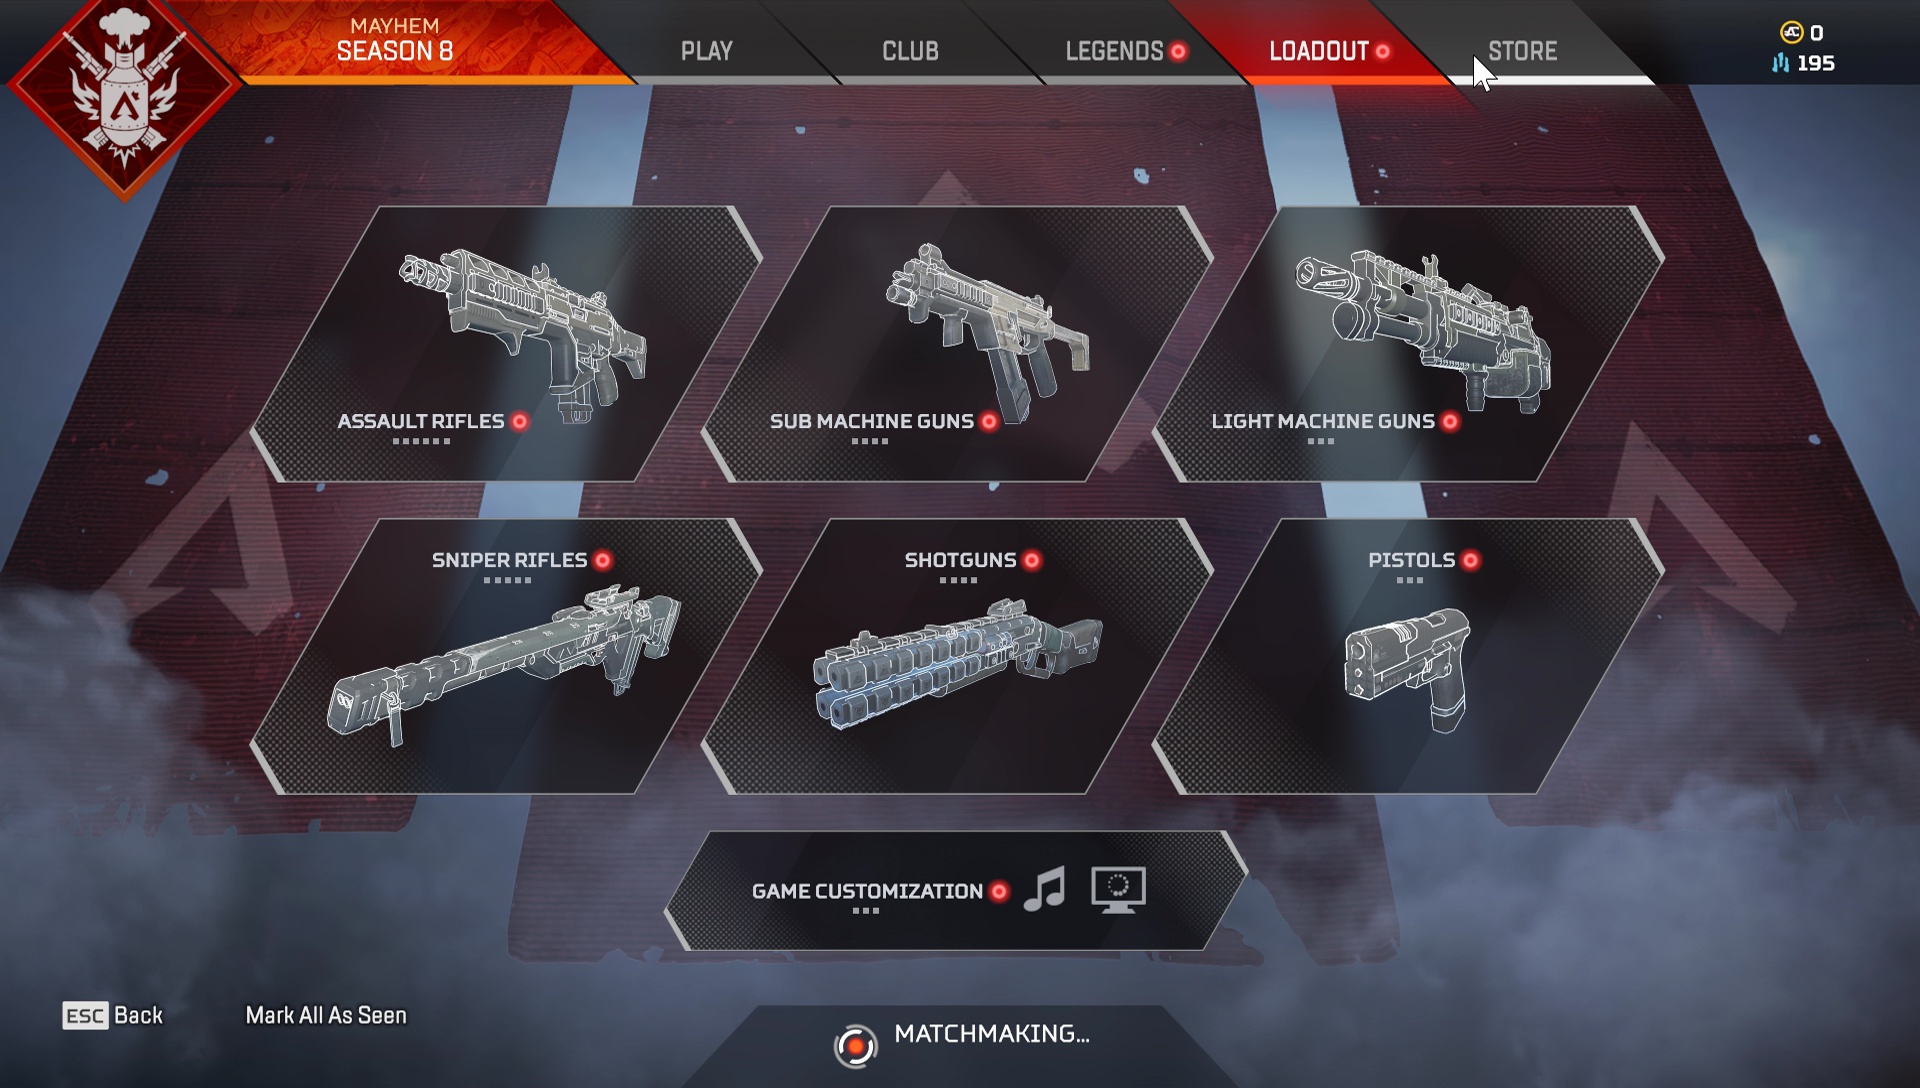 MAYHEM
SEASON 8
PLAY
CLUB
LEGENDS
LOADOUT
STORE
0
195
ASSAULT RIFLES
SUB MACHINE GUNS
LIGHT MACHINE GUNS
SNIPER RIFLES
SHOTGUNS
PISTOLS
GAME CUSTOMIZATION
ESC Back
Mark All As Seen
MATCHMAKING...